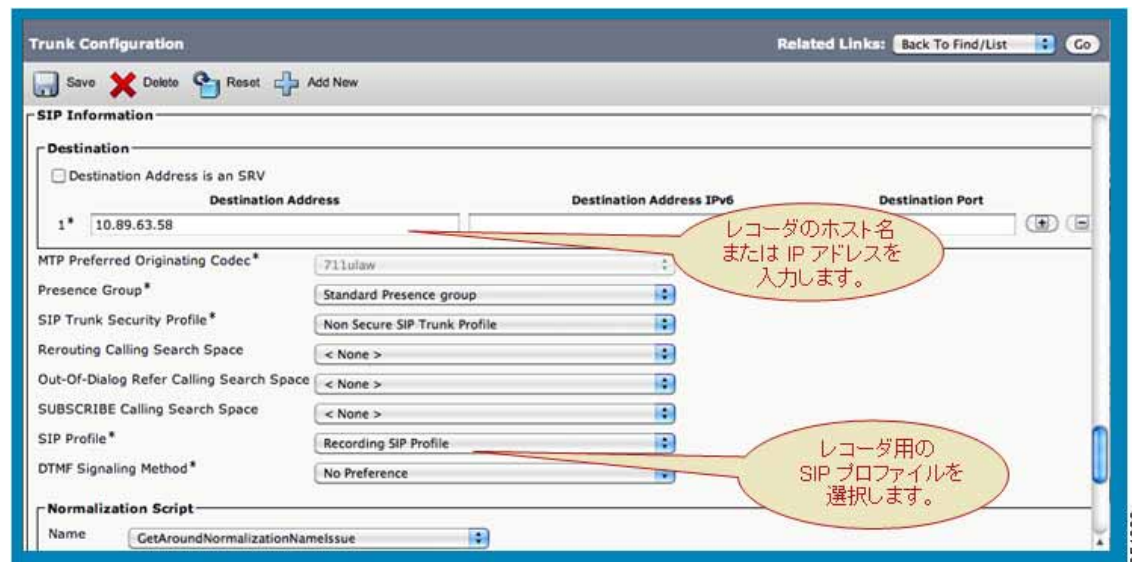 Trunk Configuration
Related Links: Back To Find/List Go
Save Delete Reset Add New
SIP Information
Destination
Destination Address is an SRV
Destination Address Destination Address IPv6 Destination Port
1* 10.89.63.58
レコーダのホスト名
または IP アドレスを
入力します。
MTP Preferred Originating Codec* 711ulaw
Presence Group* Standard Presence group
SIP Trunk Security Profile* Non Secure SIP Trunk Profile
Rerouting Calling Search Space < None >
Out-Of-Dialog Refer Calling Search Space < None >
SUBSCRIBE Calling Search Space < None >
SIP Profile* Recording SIP Profile
DTMF Signaling Method* No Preference
レコーダ用の
SIP プロファイルを
選択します。
Normalization Script
Name GetAroundNormalizationNameIssue